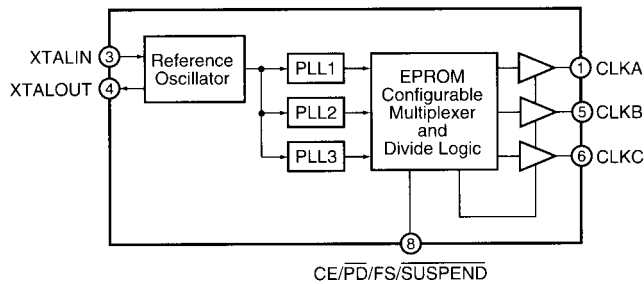 XTALIN
3
XTALOUT
4
Reference
Oscillator
PLL1
PLL2
PLL3
EPROM
Configurable
Multiplexer
and
Divide Logic
1
CLKA
5
CLKB
6
CLKC
8
CE/PD/FS/SUSPEND